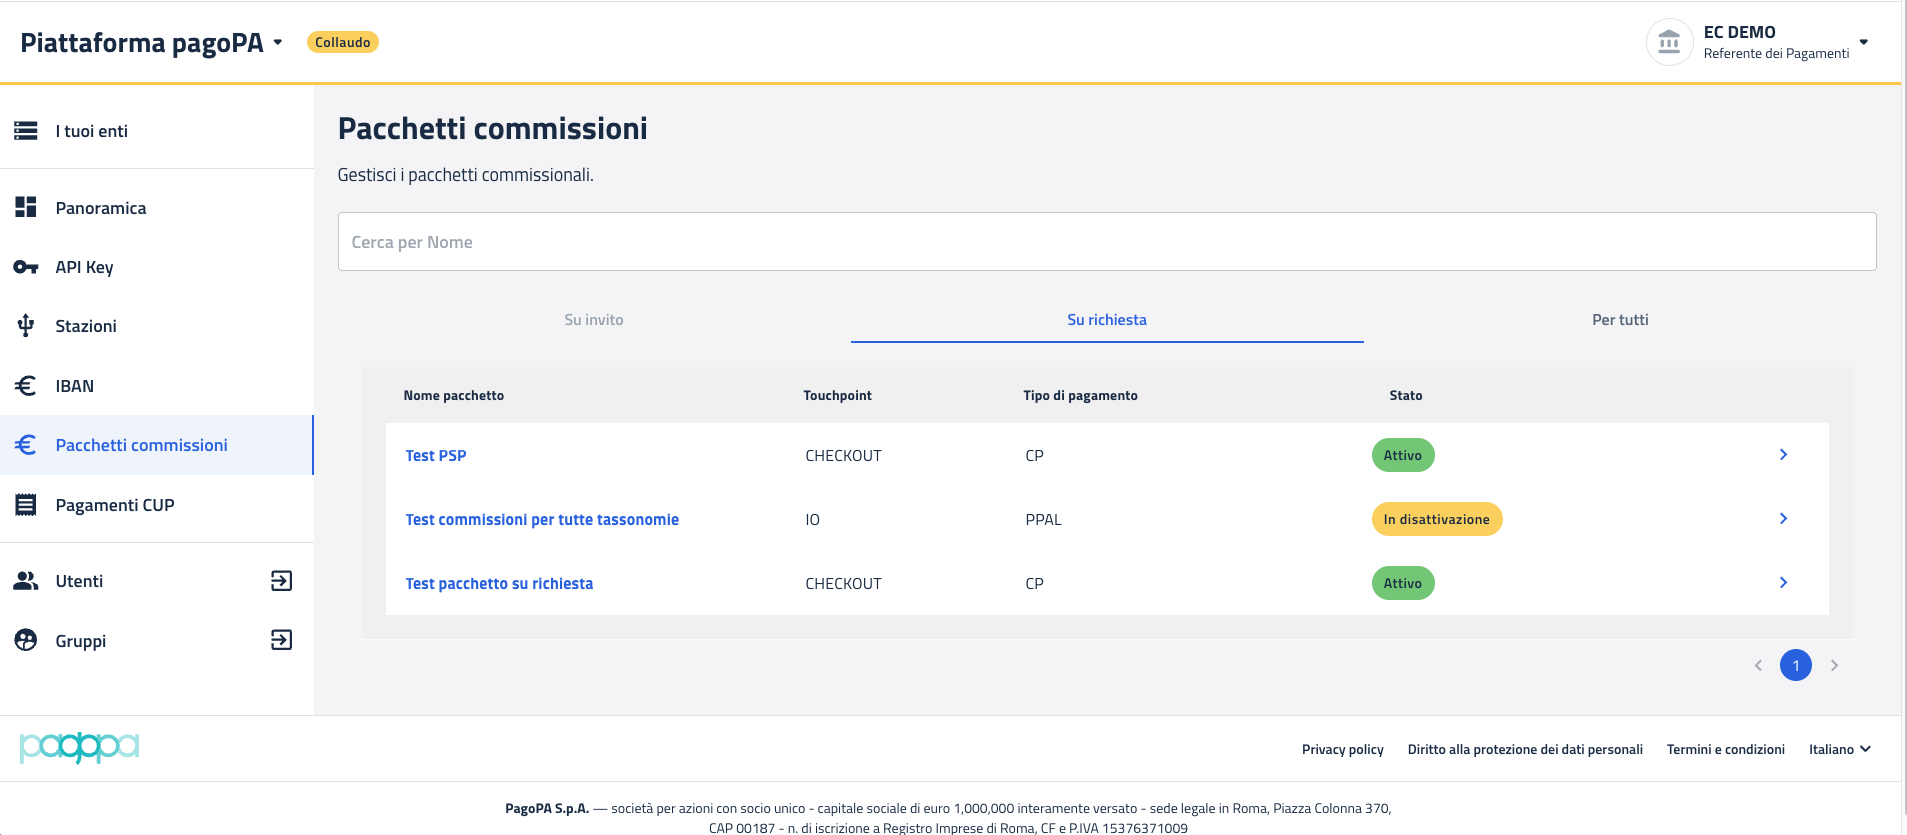 Piattaforma pagoPA
Collaudo
EC DEMO
Referente dei Pagamenti
I tuoi enti
Panoramica
API Key
Stazioni
IBAN
Pacchetti commissioni
Pagamenti CUP
Utenti
Gruppi
Pacchetti commissioni
Gestisci i pacchetti commissionali.
Cerca per Nome
Su invito Su richiesta Per tutti
Nome pacchetto Touchpoint Tipo di pagamento Stato
Test PSP CHECKOUT CP Attivo
Test commissioni per tutte tassonomie IO PPAL In disattivazione
Test pacchetto su richiesta CHECKOUT CP Attivo
1
pagopa
Privacy policy Diritto alla protezione dei dati personali Termini e condizioni Italiano
PagoPA S.p.A. — società per azioni con socio unico - capitale sociale di euro 1,000,000 interamente versato - sede legale in Roma, Piazza Colonna 370,
CAP 00187 - n. di iscrizione a Registro Imprese di Roma, CF e P.IVA 15376371009